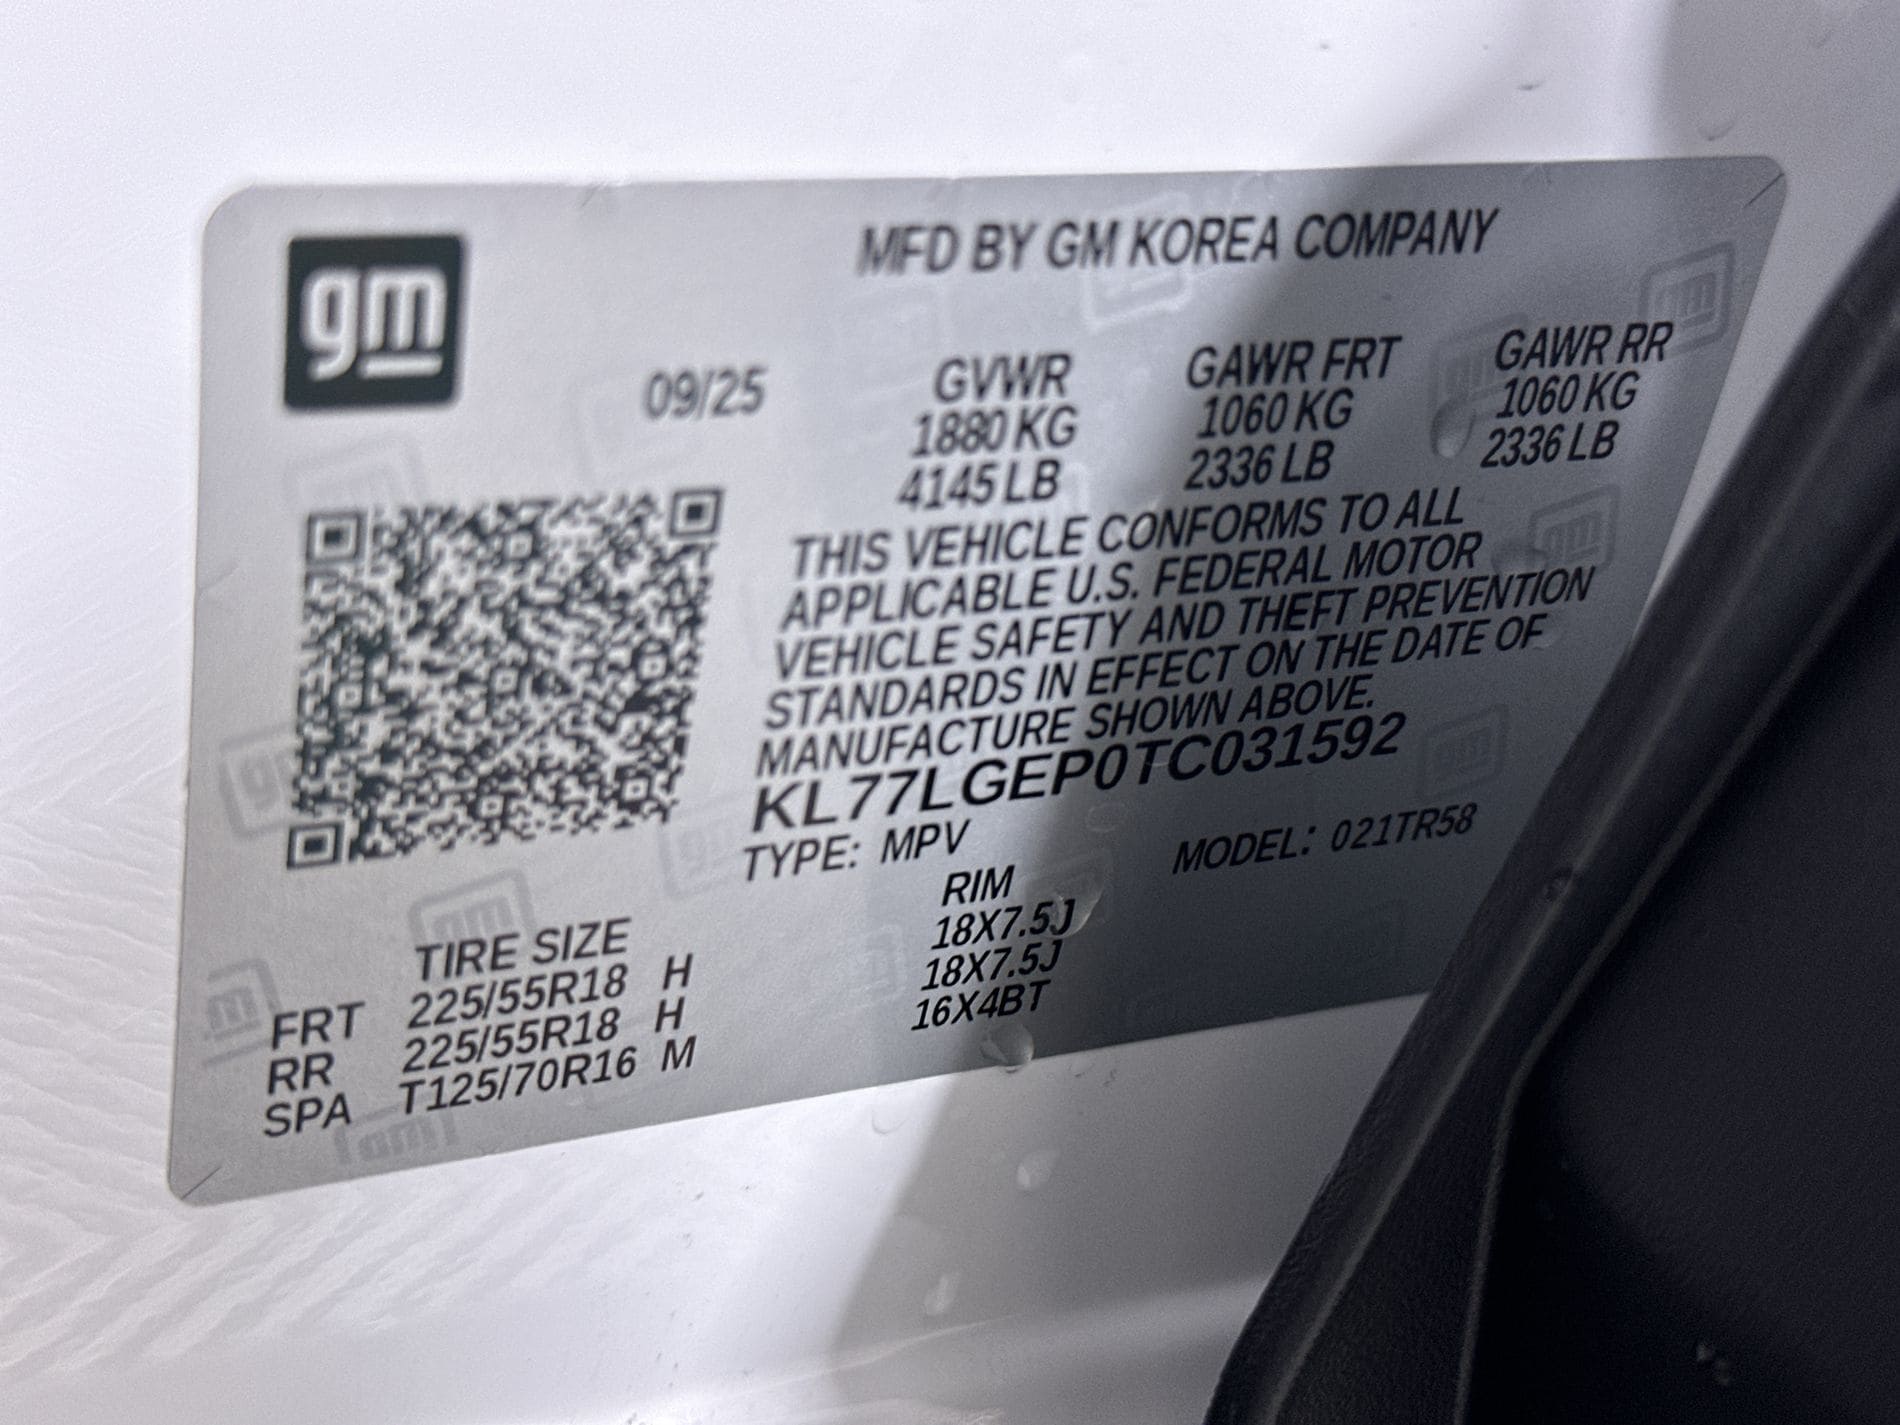 gm
MFD BY GM KOREA COMPANY
09/25
GVWR GAWR FRT GAWR RR
1880 KG 1060 KG 1060 KG
4145 LB 2336 LB 2336 LB
THIS VEHICLE CONFORMS TO ALL
APPLICABLE U.S. FEDERAL MOTOR
VEHICLE SAFETY AND THEFT PREVENTION
STANDARDS IN EFFECT ON THE DATE OF
MANUFACTURE SHOWN ABOVE.
KL77LGEP0TC031592
TYPE: MPV MODEL: 021TR58
TIRE SIZE RIM
FRT 225/55R18 H 18X7.5J
RR 225/55R18 H 18X7.5J
SPA T125/70R16 M 16X4BT